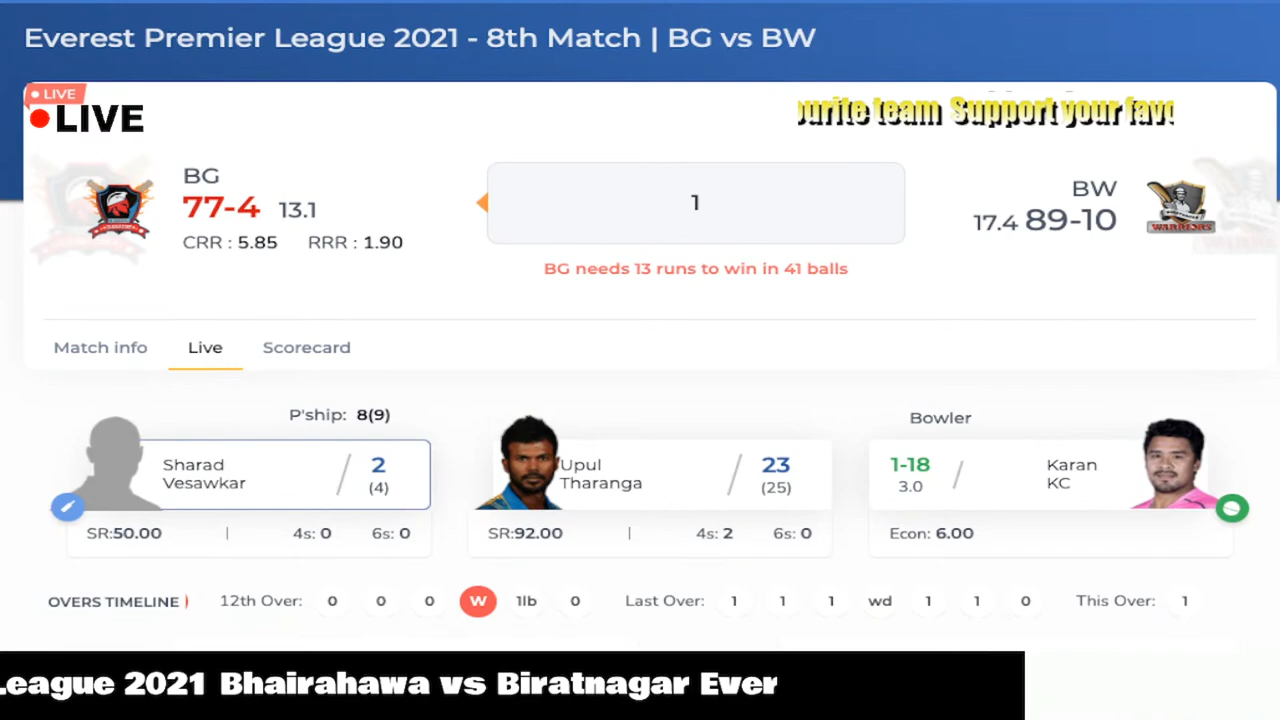 Everest Premier League 2021 - 8th Match | BG vs BW
LIVE
LIVE
ourite team Support your favo
BG
77-4 13.1
CRR : 5.85 RRR : 1.90
1
BG needs 13 runs to win in 41 balls
BW
17.4 89-10
WARRIORS
Match info Live Scorecard
P'ship: 8(9)
Sharad Vesawkar
2
(4)
SR:50.00 | 4s: 0 6s: 0
Upul Tharanga
23
(25)
SR:92.00 | 4s: 2 6s: 0
Bowler
1-18
3.0
Karan KC
Econ: 6.00
OVERS TIMELINE 12th Over: 0 0 0 W 1lb 0 Last Over: 1 1 1 wd 1 1 0 This Over: 1
League 2021 Bhairahawa vs Biratnagar Ever